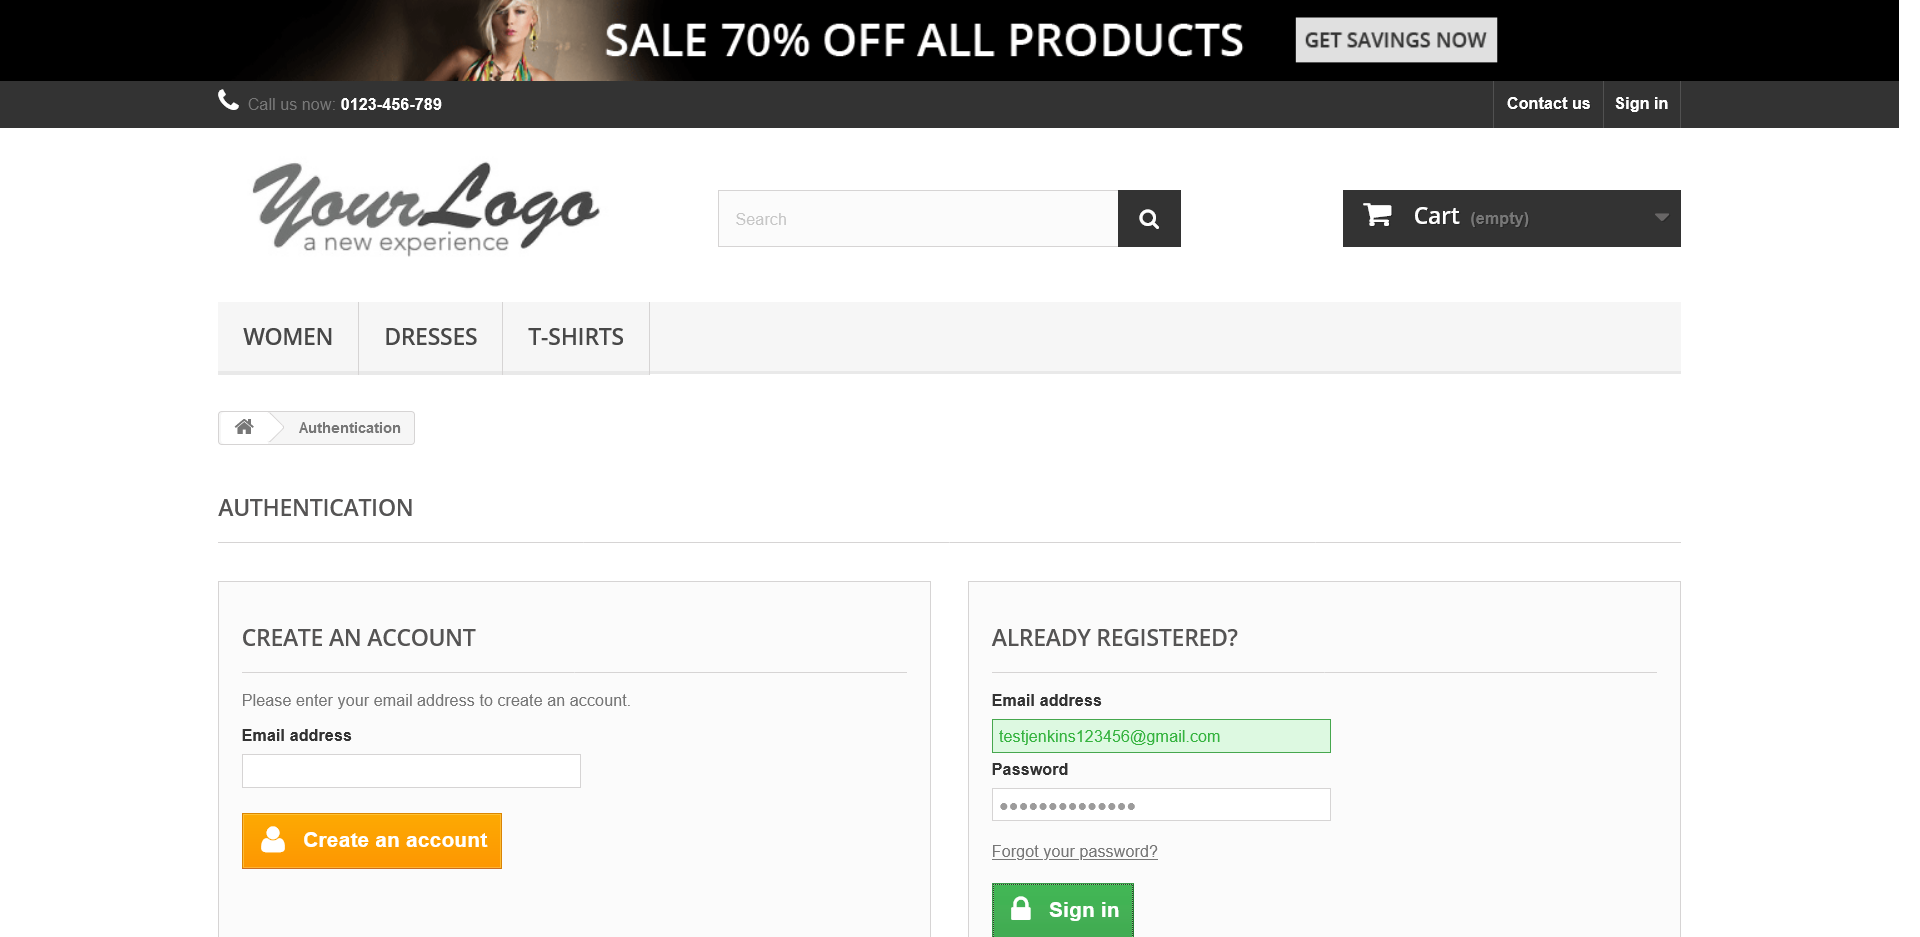 SALE 70% OFF ALL PRODUCTS GET SAVINGS NOW
Call us now: 0123-456-789 Contact us Sign in
Your Logo
a new experience
Search
Cart (empty)
WOMEN DRESSES T-SHIRTS
Authentication
AUTHENTICATION
CREATE AN ACCOUNT
Please enter your email address to create an account.
Email address
Create an account
ALREADY REGISTERED?
Email address
testjenkins123456@gmail.com
Password
••••••••••••••
Forgot your password?
Sign in